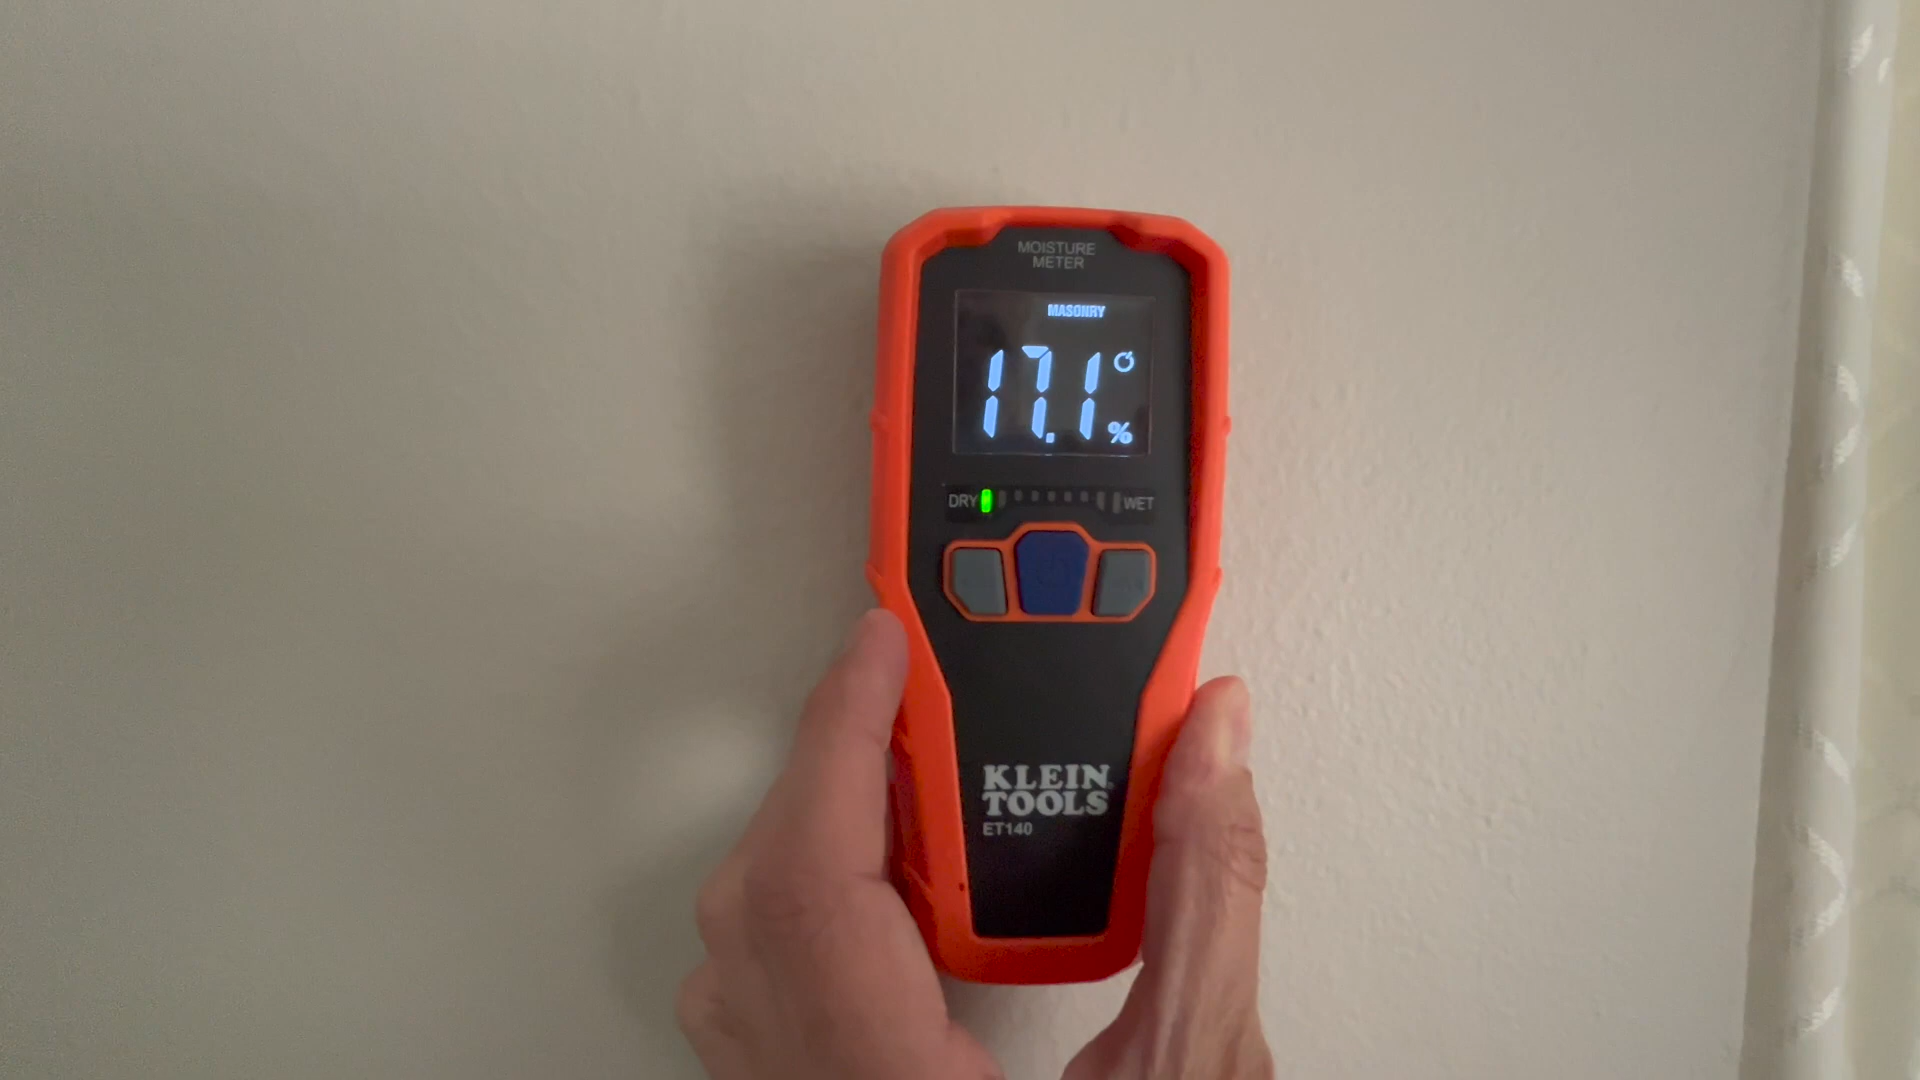 MOISTURE
METER
MASONRY
17.1 %
DRY WET
KLEIN
TOOLS
ET140